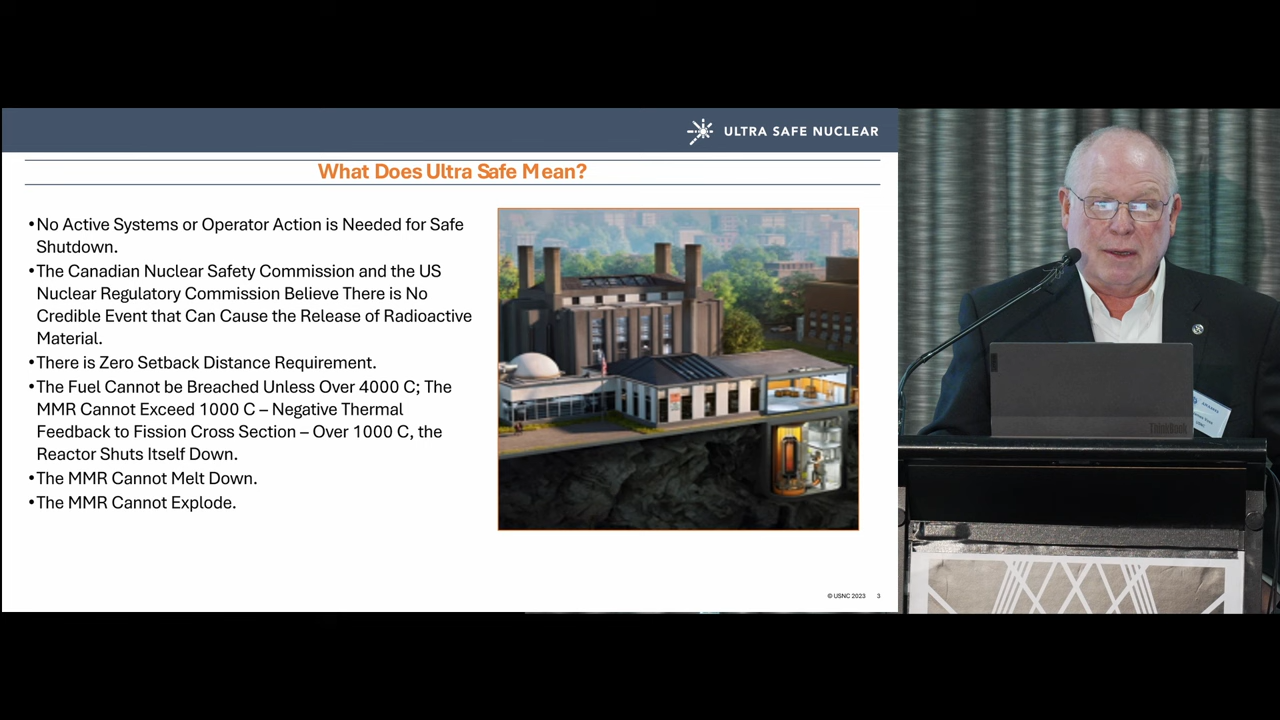 ULTRA SAFE NUCLEAR
What Does Ultra Safe Mean?
•No Active Systems or Operator Action is Needed for Safe
Shutdown.
•The Canadian Nuclear Safety Commission and the US
Nuclear Regulatory Commission Believe There is No
Credible Event that Can Cause the Release of Radioactive
Material.
•There is Zero Setback Distance Requirement.
•The Fuel Cannot be Breached Unless Over 4000 C; The
MMR Cannot Exceed 1000 C – Negative Thermal
Feedback to Fission Cross Section – Over 1000 C, the
Reactor Shuts Itself Down.
•The MMR Cannot Melt Down.
•The MMR Cannot Explode.
© USNC 2023 3
ThinkBook